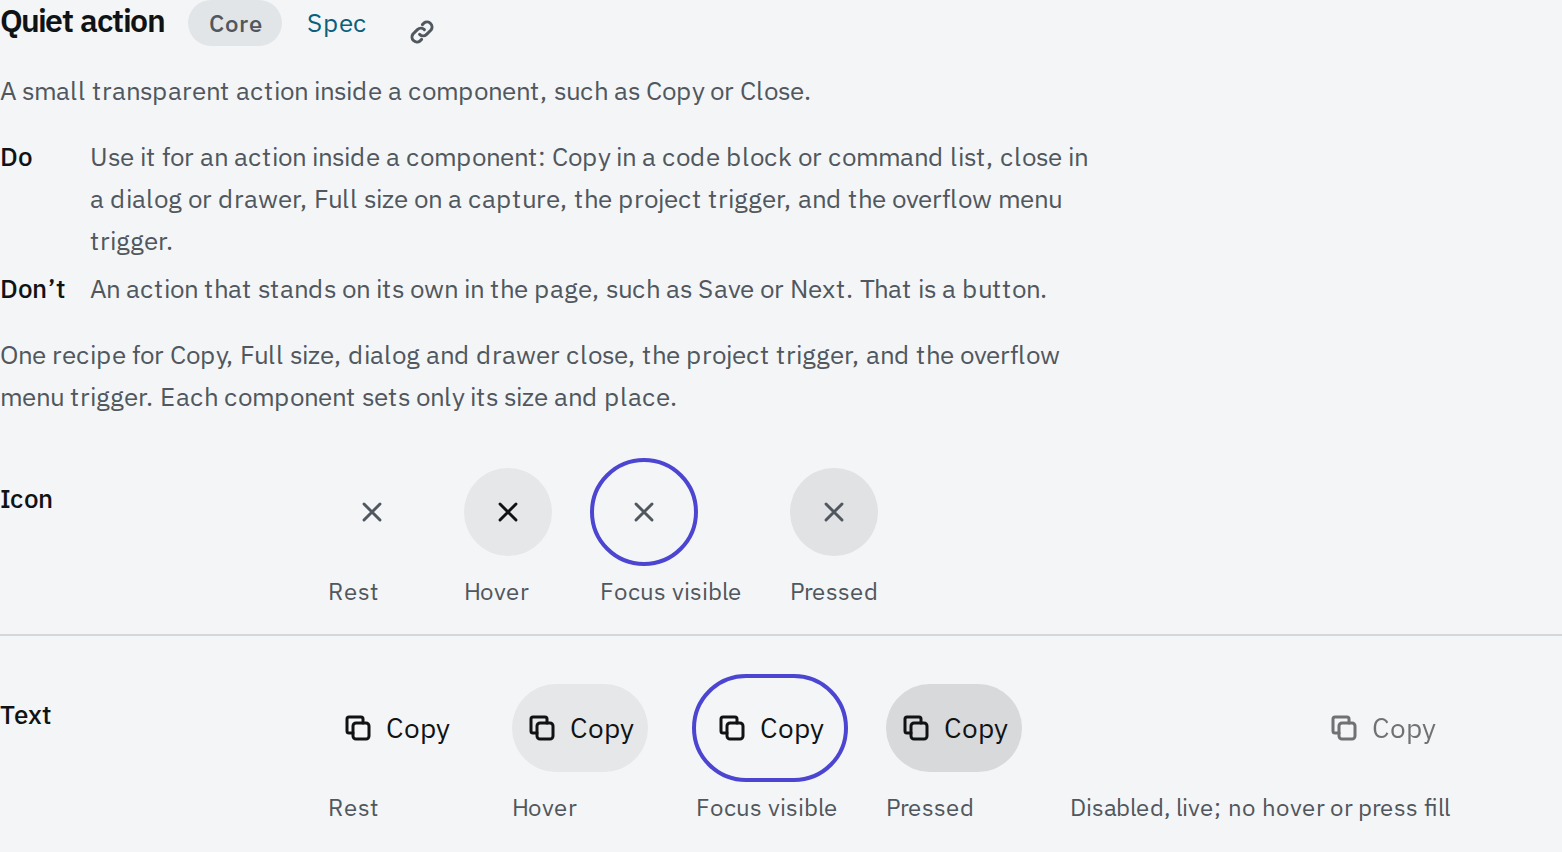 Quiet action Core Spec
A small transparent action inside a component, such as Copy or Close.
Do Use it for an action inside a component: Copy in a code block or command list, close in
a dialog or drawer, Full size on a capture, the project trigger, and the overflow menu
trigger.
Don’t An action that stands on its own in the page, such as Save or Next. That is a button.
One recipe for Copy, Full size, dialog and drawer close, the project trigger, and the overflow
menu trigger. Each component sets only its size and place.
Icon
Rest Hover Focus visible Pressed
Text Copy Copy Copy Copy Copy
Rest Hover Focus visible Pressed Disabled, live; no hover or press fill